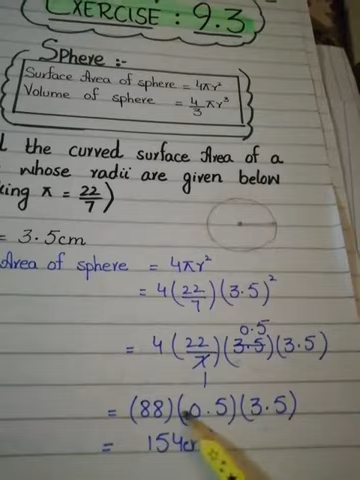 EXERCISE : 9.3
Sphere :-
Surface Area of sphere = 4πr²
Volume of sphere = 4/3 πr³
the curved surface Area of a
whose radii are given below
π = 22/7)
= 3.5cm
Area of sphere = 4πr²
= 4(22/7)(3.5)²
0.5
= 4(22/7)(3.5)(3.5)
1
= (88)(0.5)(3.5)
= 154